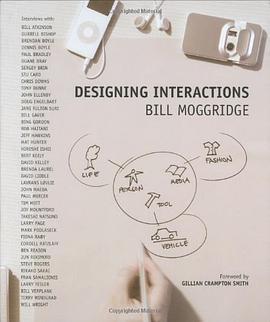 Interviews with:
BILL ATKINSON
DURRELL BISHOP
BRENDAN BOYLE
DENNIS BOYLE
PAUL BRADLEY
DUANE BRAY
SERGEY BRIN
STU CARD
CHRIS DOWNS
TONY DUNNE
JOHN ELLENBY
DOUG ENGELBART
JANE FULTON SURI
BILL GAVER
BING GORDON
ROB HAITANI
JEFF HAWKINS
MAT HUNTER
HIROSHI ISHII
BERT KEELY
DAVID KELLEY
BRENDA LAUREL
DAVID LIDDLE
LAVRANS LØVLIE
JOHN MAEDA
PAUL MERCER
TIM MOTT
JOY MOUNTFORD
TAKESHI NATSUNO
LARRY PAGE
MARK PODLASECK
FIONA RABY
CORDELL RATZLAFF
BEN REASON
JUN REKIMOTO
STEVE ROGERS
RIKAKO SAKAI
FRAN SAMALIONIS
LARRY TESLER
BILL VERPLANK
TERRY WINOGRAD
WILL WRIGHT
DESIGNING INTERACTIONS
BILL MOGGRIDGE
LIFE
FASHION
PERSON
MEDIA
TOOL
VEHICLE
Foreword by
GILLIAN CRAMPTON SMITH